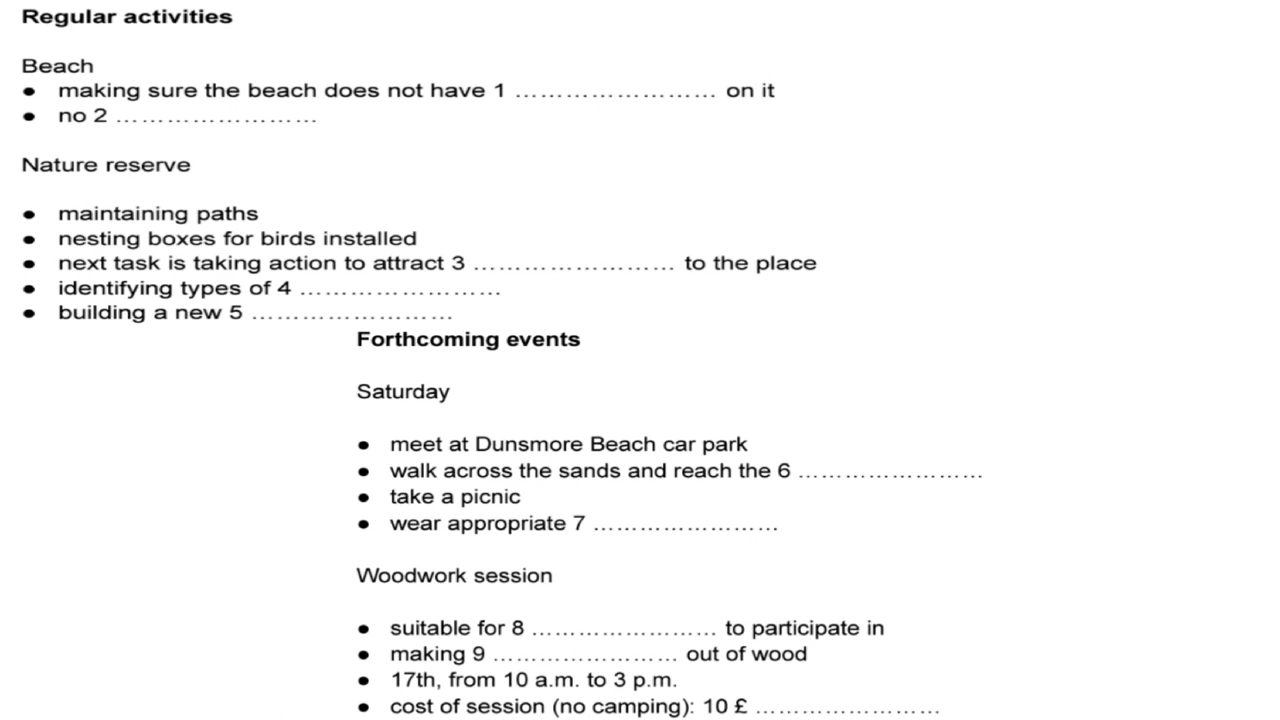 Regular activities
Beach
● making sure the beach does not have 1 …………………… on it
● no 2 ……………………
Nature reserve
● maintaining paths
● nesting boxes for birds installed
● next task is taking action to attract 3 …………………… to the place
● identifying types of 4 ……………………
● building a new 5 ……………………
Forthcoming events
Saturday
● meet at Dunsmore Beach car park
● walk across the sands and reach the 6 ……………………
● take a picnic
● wear appropriate 7 ……………………
Woodwork session
● suitable for 8 …………………… to participate in
● making 9 …………………… out of wood
● 17th, from 10 a.m. to 3 p.m.
● cost of session (no camping): 10 £ ……………………